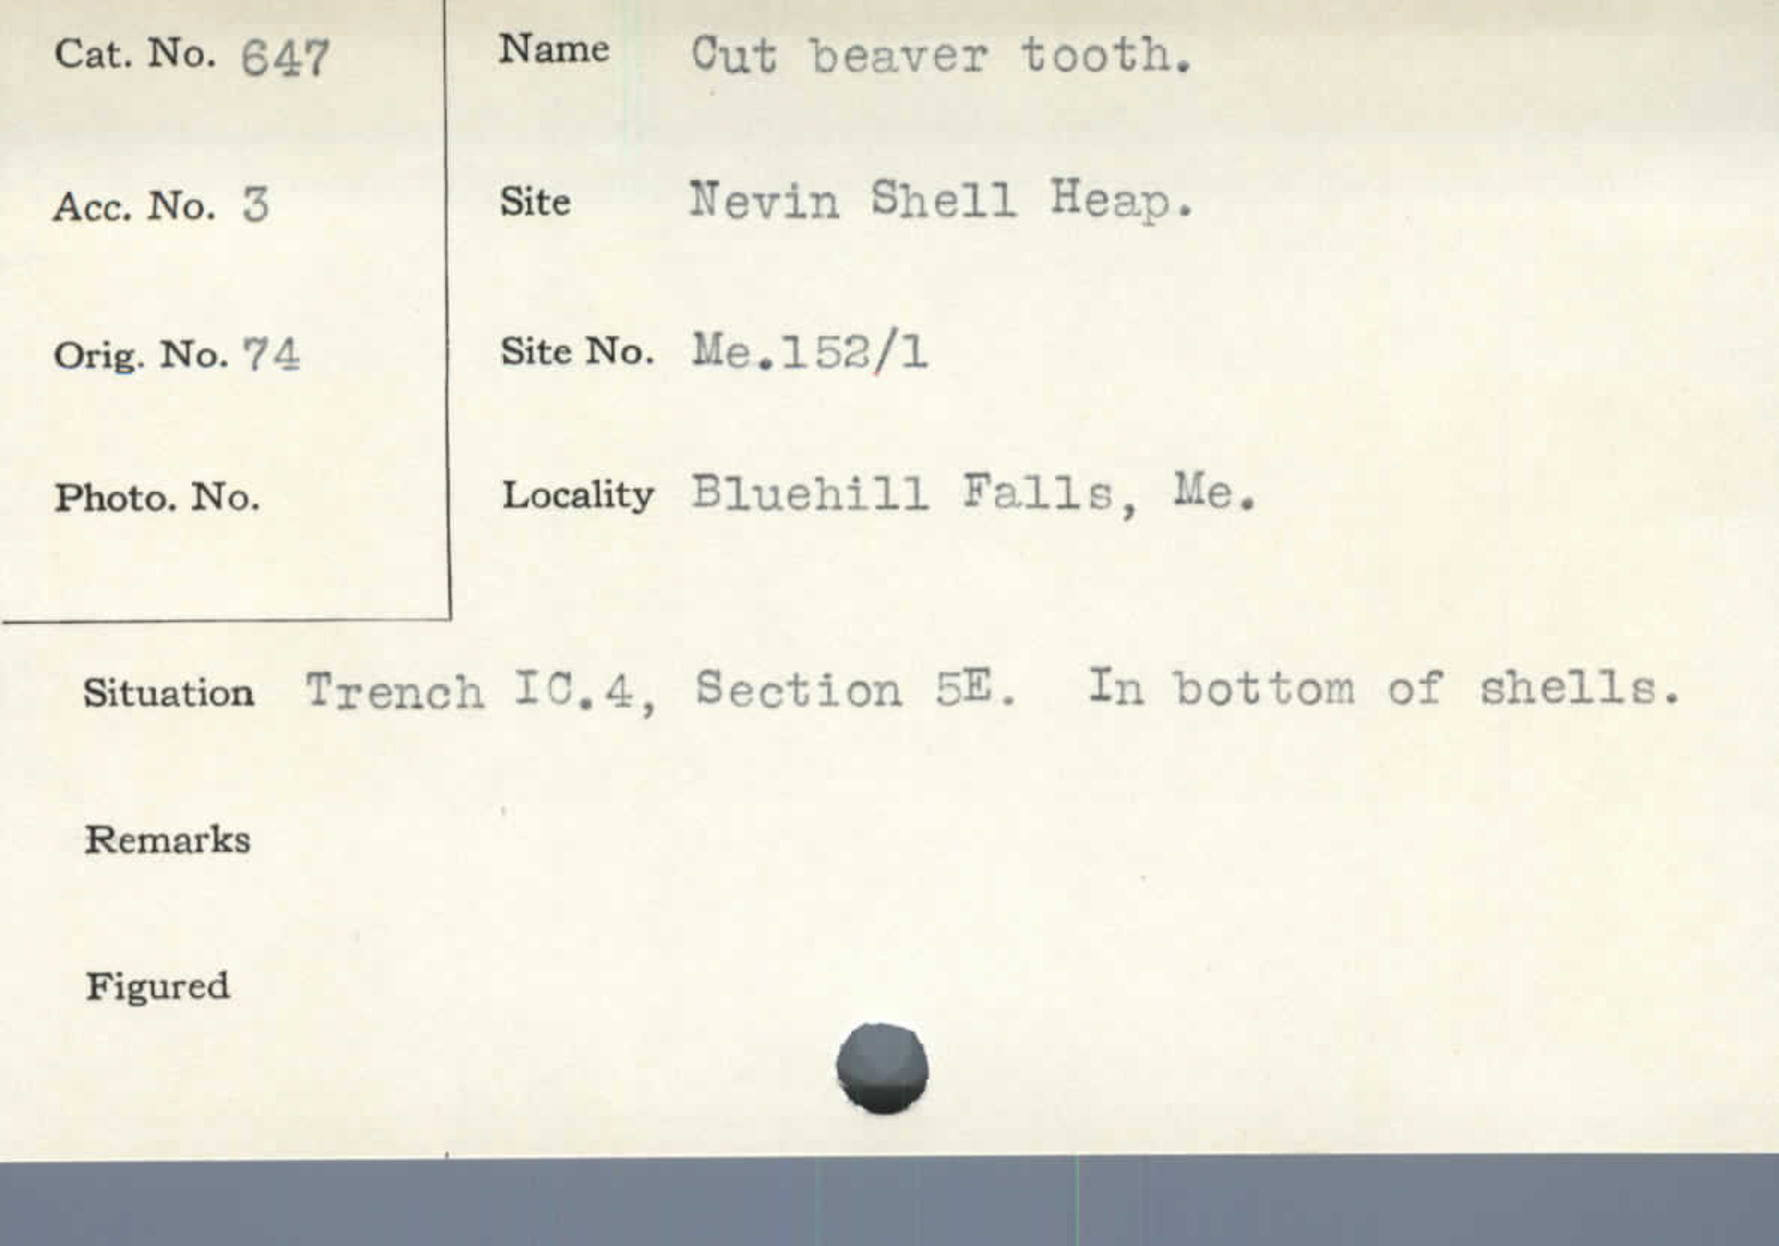 Cat. No. 647
Name Cut beaver tooth.
Acc. No. 3
Site Nevin Shell Heap.
Orig. No. 74
Site No. Me.152/1
Photo. No.
Locality Bluehill Falls, Me.
Situation Trench IC.4, Section 5E. In bottom of shells.
Remarks
Figured